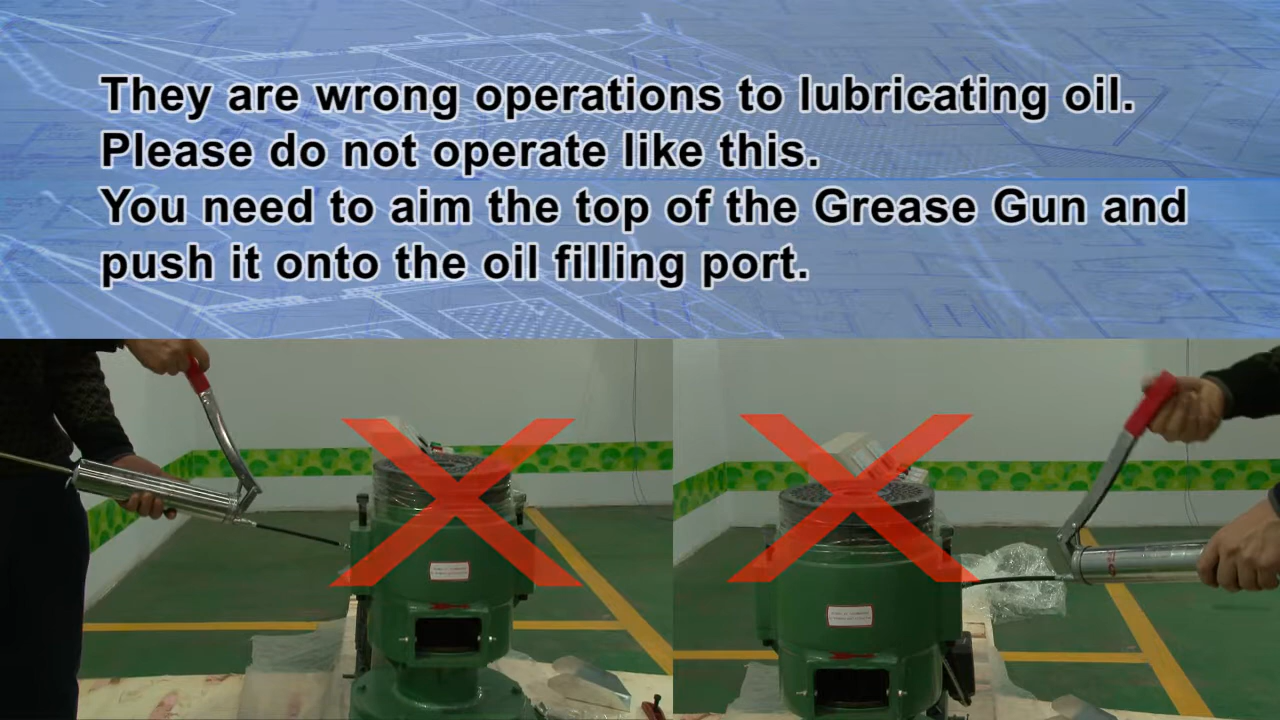 They are wrong operations to lubricating oil.
Please do not operate like this.
You need to aim the top of the Grease Gun and
push it onto the oil filling port.